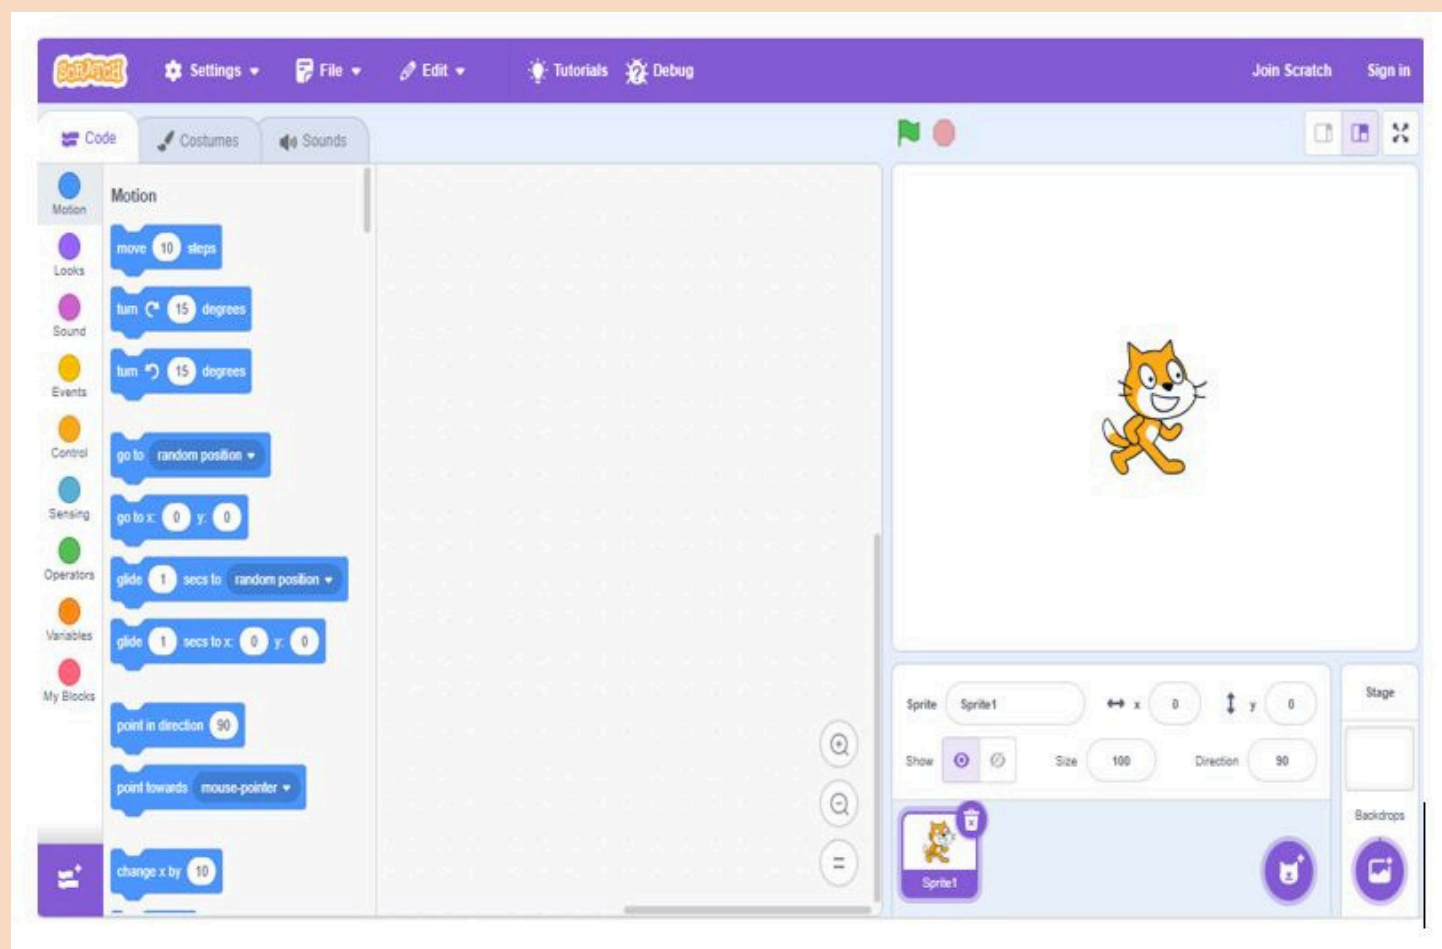 SCRATCH Settings File Edit Tutorials Debug Join Scratch Sign in
Code Costumes Sounds
Motion
Looks
Sound
Events
Control
Sensing
Operators
Variables
My Blocks
Motion
move 10 steps
turn 15 degrees
turn 15 degrees
go to random position
go to x: 0 y: 0
glide 1 secs to random position
glide 1 secs to x: 0 y: 0
point in direction 90
point towards mouse-pointer
change x by 10
Sprite Sprite1 x 0 y 0
Show Size 100 Direction 90
Sprite1
Stage
Backdrops
1